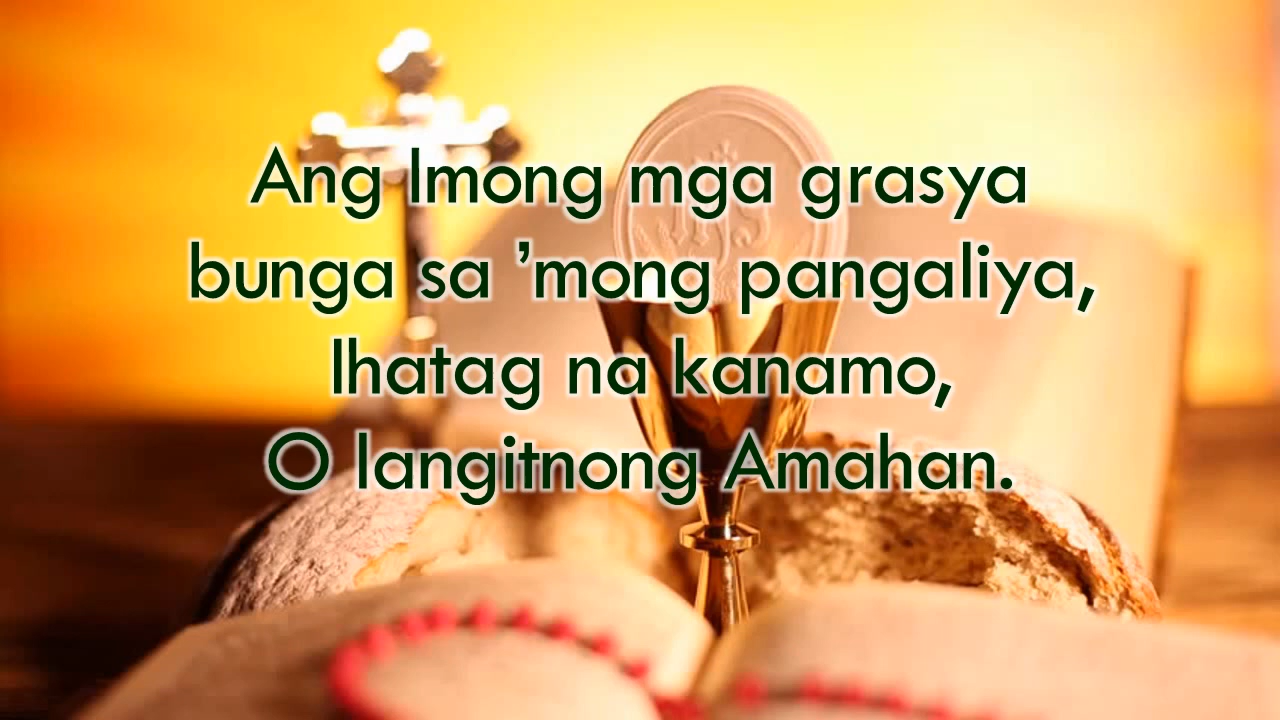 Ang Imong mga grasya
bunga sa ’mong pangaliya,
Ihatag na kanamo,
O langitnong Amahan.